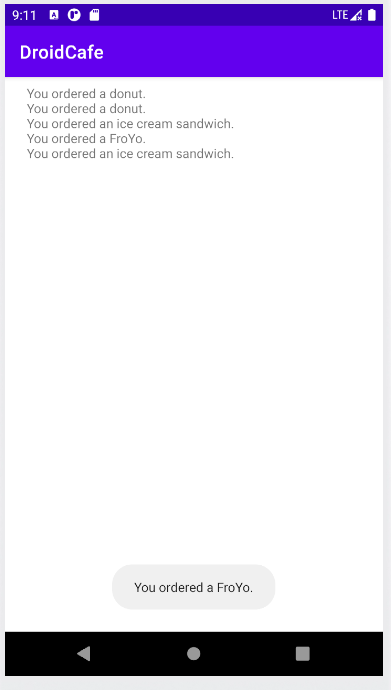 9:11
LTE
DroidCafe
You ordered a donut.
You ordered a donut.
You ordered an ice cream sandwich.
You ordered a FroYo.
You ordered an ice cream sandwich.
You ordered a FroYo.